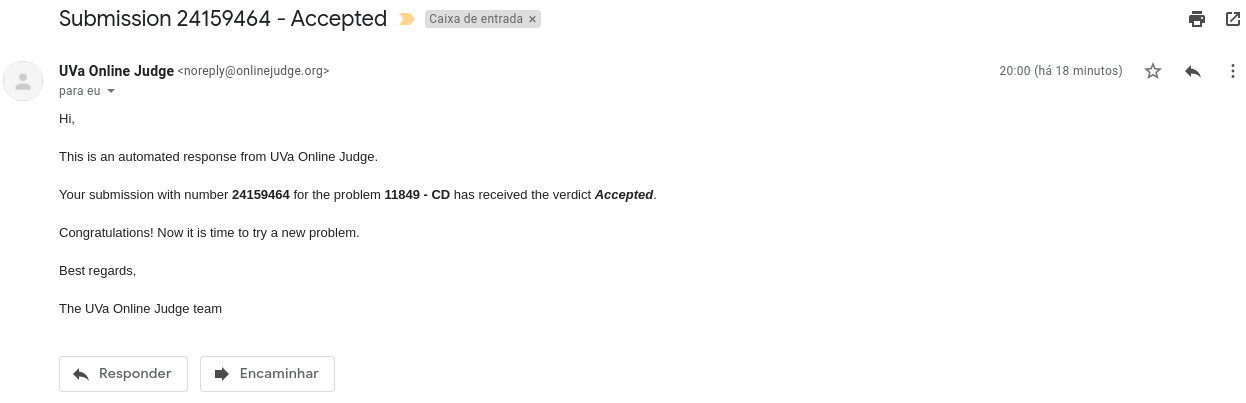 Submission 24159464 - Accepted Caixa de entrada ×
UVa Online Judge <noreply@onlinejudge.org> 20:00 (há 18 minutos)
para eu
Hi,
This is an automated response from UVa Online Judge.
Your submission with number 24159464 for the problem 11849 - CD has received the verdict Accepted.
Congratulations! Now it is time to try a new problem.
Best regards,
The UVa Online Judge team
Responder Encaminhar